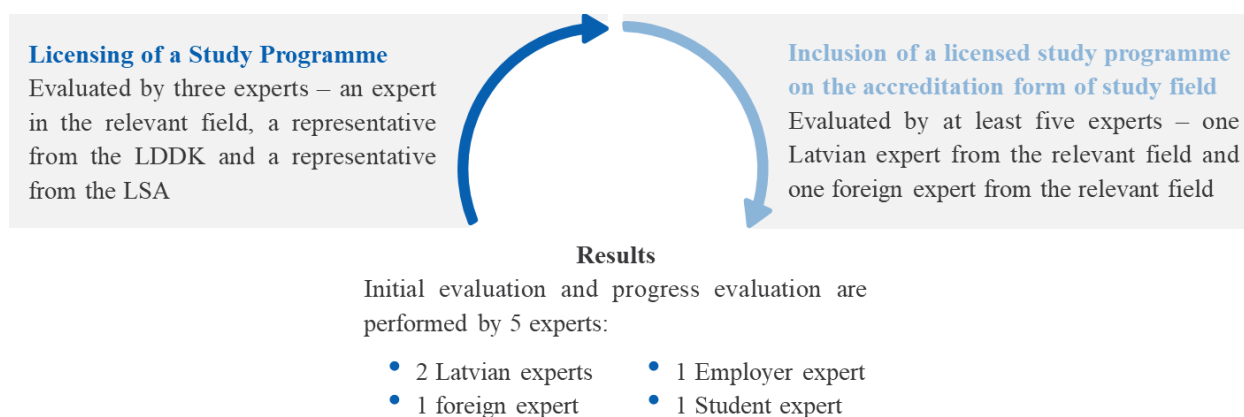 Licensing of a Study Programme
Evaluated by three experts – an expert
in the relevant field, a representative
from the LDDK and a representative
from the LSA
Inclusion of a licensed study programme
on the accreditation form of study field
Evaluated by at least five experts – one
Latvian expert from the relevant field and
one foreign expert from the relevant field
Results
Initial evaluation and progress evaluation are
performed by 5 experts:
• 2 Latvian experts
• 1 foreign expert
• 1 Employer expert
• 1 Student expert